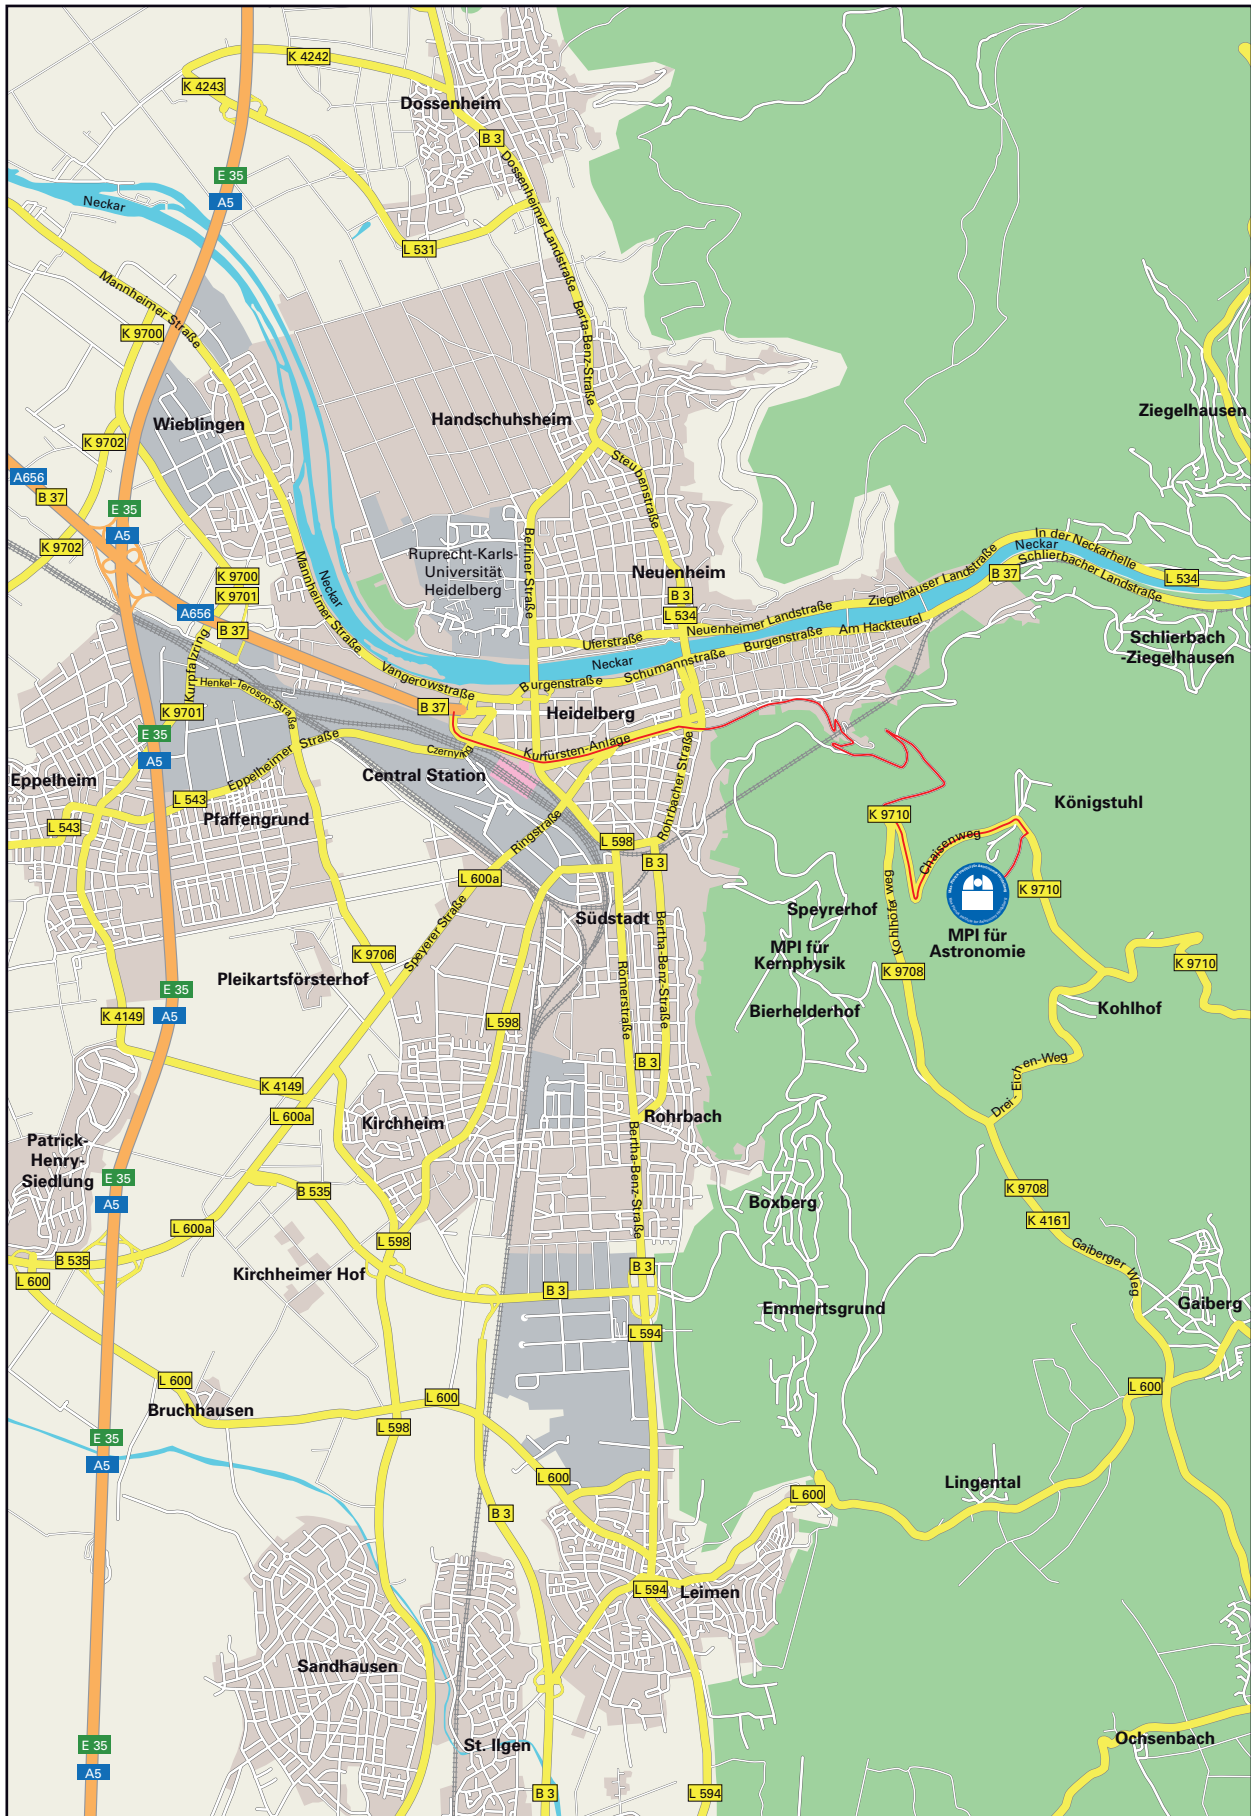 K 4242
K 4243
Dossenheim
B 3
Dossenheimer Landstraße
E 35
A5
Neckar
L 531
Mannheimer Straße
Berta-Benz-Straße
K 9700
Ziegelhausen
Wieblingen
Handschuhsheim
K 9702
Steubenstraße
A656
B 37
E 35
A5
K 9702
Ruprecht-Karls-
Universität
Heidelberg
Berliner Straße
In der Neckarhelle
Neckar
Schlierbacher Landstraße
B 37
L 534
Mannheimer Straße
Neckar
K 9700
K 9701
Neuenheim
B 3
L 534
Ziegelhäuser Landstraße
A656
B 37
Neuenheimer Landstraße
Uferstraße
Am Hackteufel
Burgenstraße
Schlierbach
-Ziegelhausen
Kurpfalzring
Neckar
Schumannstraße
Burgenstraße
Vangerowstraße
Henkel-Teroson-Straße
K 9701
B 37
Heidelberg
E 35
A5
Eppelheimer Straße
Czernyrg
Kurfürsten-Anlage
Central Station
Rohrbacher Straße
Eppelheim
L 543
Pfaffengrund
L 543
Königstuhl
K 9710
Ringstraße
L 598
Chaisenweg
B 3
L 600a
K 9710
Kohlhofweg
Speyrerhof
Südstadt
MPI für
Astronomie
MPI für
Kernphysik
Speyerer Straße
Bertha-Benz-Straße
Römerstraße
K 9706
K 9708
K 9710
Pleikartsförsterhof
E 35
A5
K 4149
Bierhelderhof
Kohlhof
L 598
B 3
Drei-Eichen-Weg
K 4149
L 600a
Kirchheim
Rohrbach
Patrick-
Henry-
Siedlung
E 35
A5
Bertha-Benz-Straße
B 535
Boxberg
K 9708
K 4161
L 600a
L 598
Gaiberger Weg
B 535
L 600
Kirchheimer Hof
B 3
B 3
Emmertsgrund
Gaiberg
L 594
L 600
L 600
L 600
Bruchhausen
L 598
E 35
A5
L 600
Lingental
L 600
B 3
L 594
Leimen
Sandhausen
St. Ilgen
E 35
A5
Ochsenbach
B 3
L 594